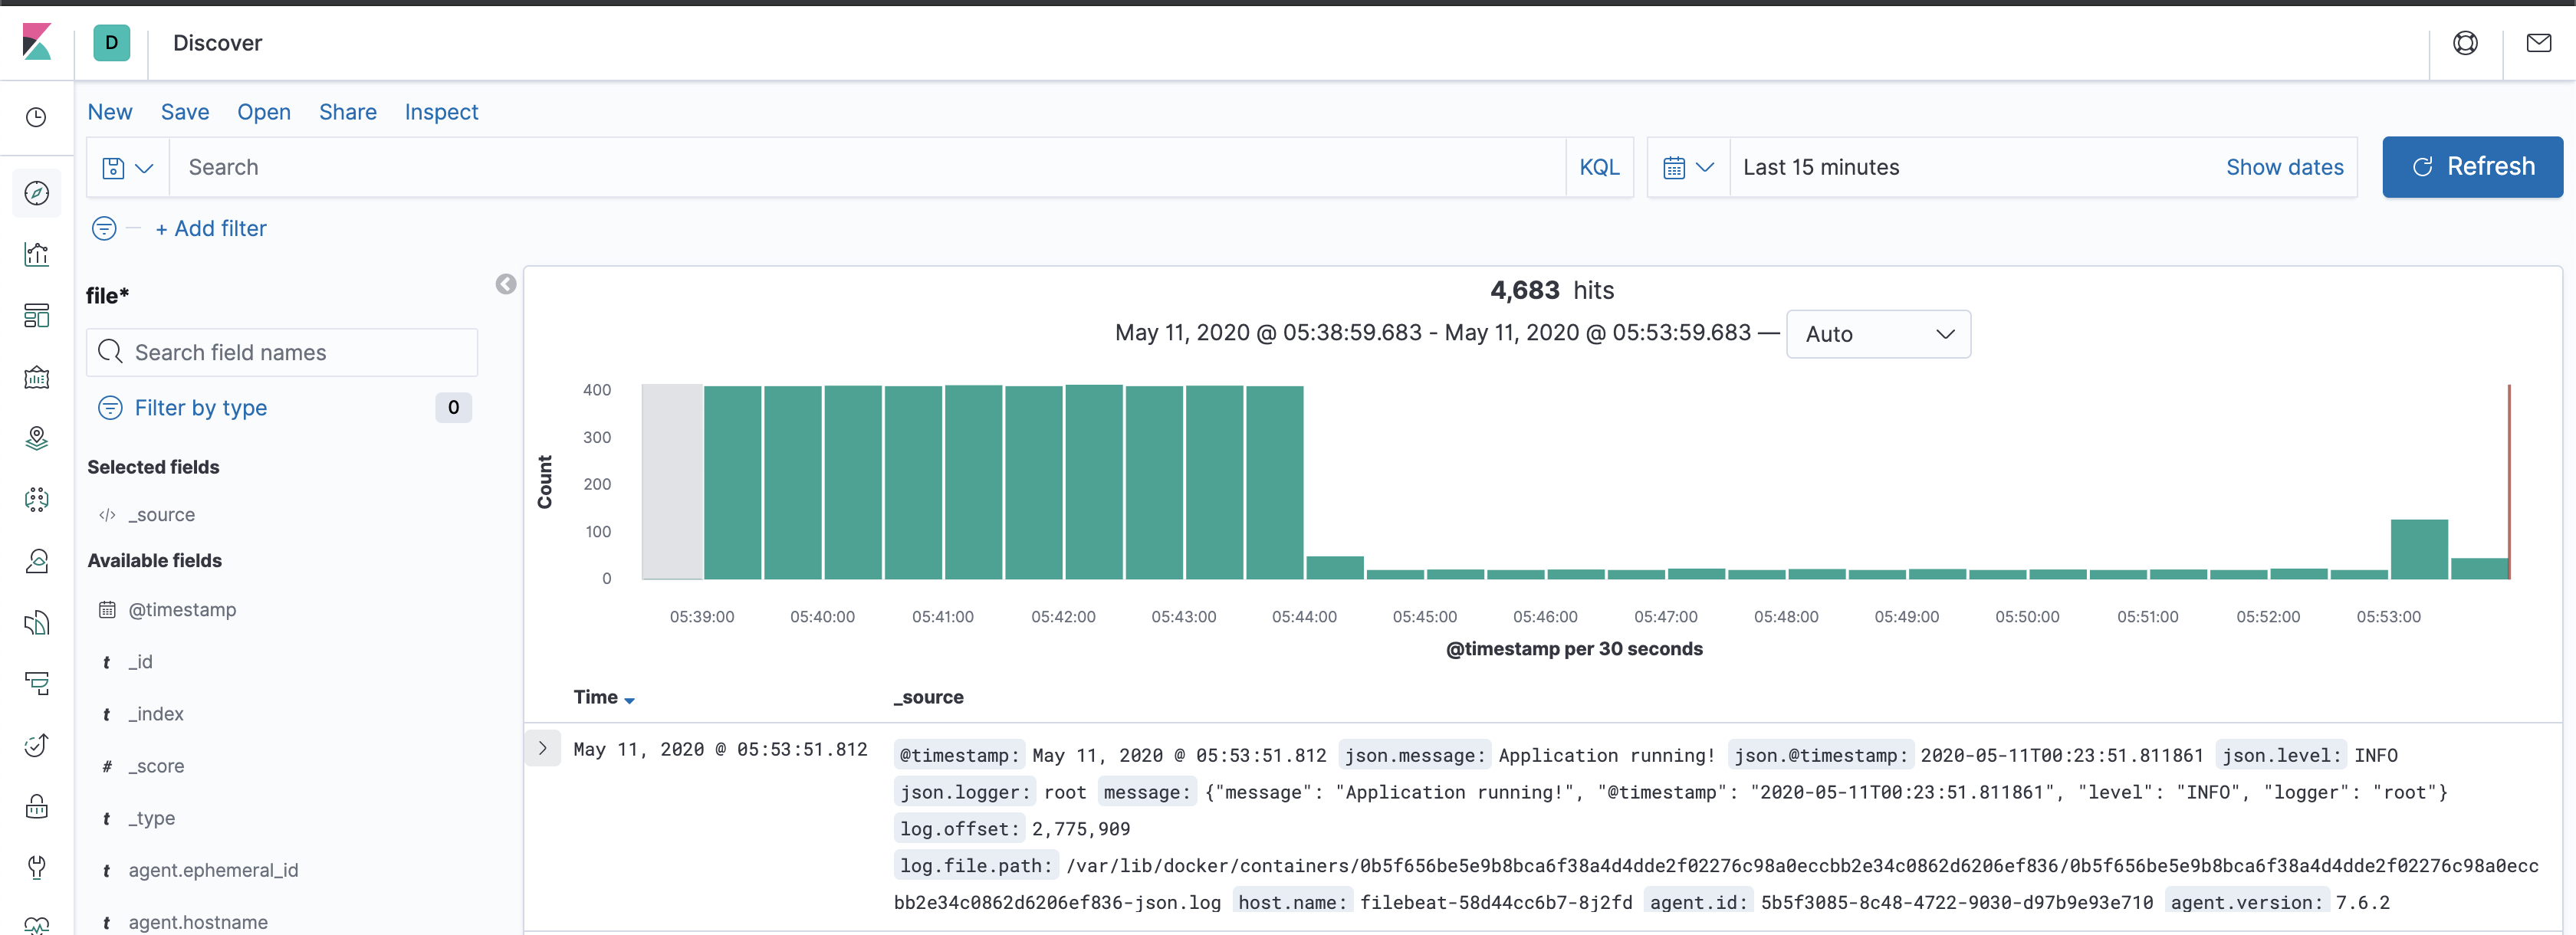 D Discover
New Save Open Share Inspect
Search KQL Last 15 minutes Show dates Refresh
+ Add filter
file*
Search field names
Filter by type 0
Selected fields
</> _source
Available fields
@timestamp
t _id
t _index
# _score
t _type
t agent.ephemeral_id
t agent.hostname
4,683 hits
May 11, 2020 @ 05:38:59.683 - May 11, 2020 @ 05:53:59.683 — Auto
Count
400
300
200
100
0
05:39:00 05:40:00 05:41:00 05:42:00 05:43:00 05:44:00 05:45:00 05:46:00 05:47:00 05:48:00 05:49:00 05:50:00 05:51:00 05:52:00 05:53:00
@timestamp per 30 seconds
Time _source
May 11, 2020 @ 05:53:51.812 @timestamp: May 11, 2020 @ 05:53:51.812 json.message: Application running! json.@timestamp: 2020-05-11T00:23:51.811861 json.level: INFO
json.logger: root message: {"message": "Application running!", "@timestamp": "2020-05-11T00:23:51.811861", "level": "INFO", "logger": "root"}
log.offset: 2,775,909
log.file.path: /var/lib/docker/containers/0b5f656be5e9b8bca6f38a4d4dde2f02276c98a0eccbb2e34c0862d6206ef836/0b5f656be5e9b8bca6f38a4d4dde2f02276c98a0ecc
bb2e34c0862d6206ef836-json.log host.name: filebeat-58d44cc6b7-8j2fd agent.id: 5b5f3085-8c48-4722-9030-d97b9e93e710 agent.version: 7.6.2